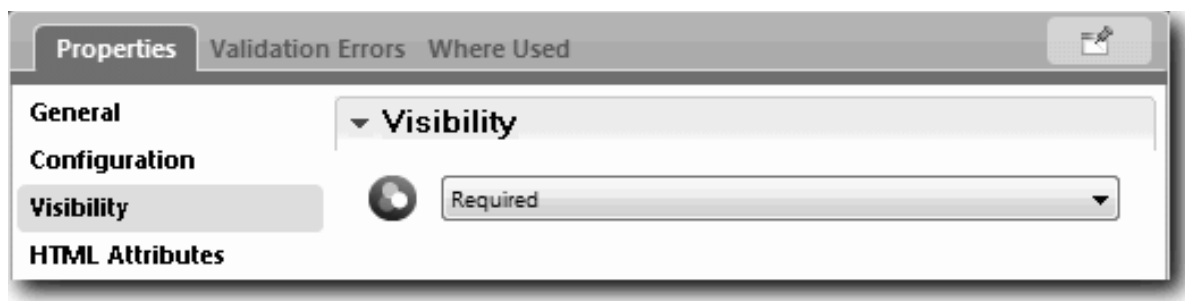 Properties Validation Errors Where Used
General
Configuration
Visibility
HTML Attributes
Visibility
Required